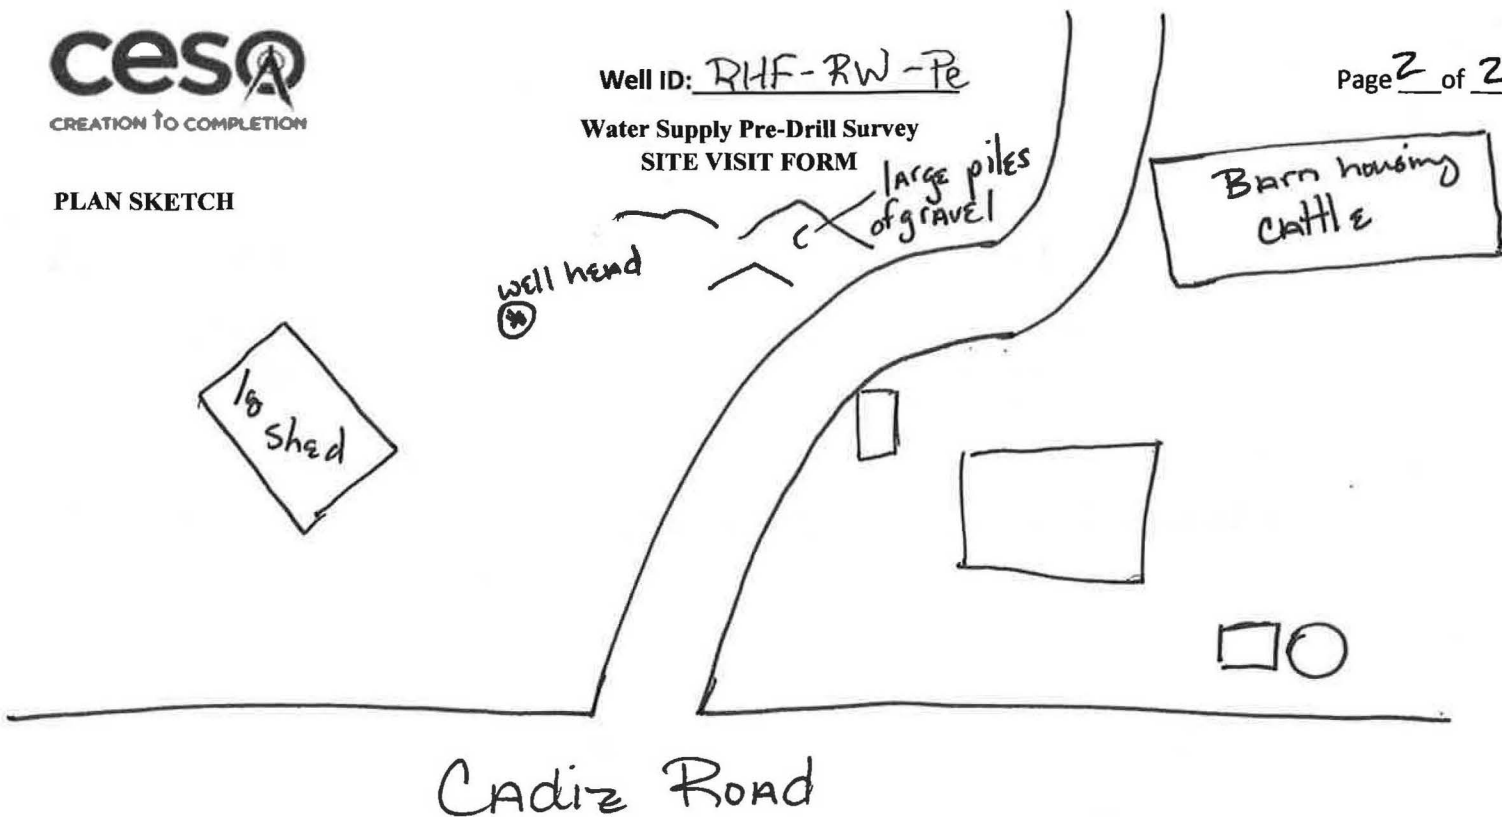 ceso
CREATION TO COMPLETION
Well ID: RHF-RW-Pe
Page 2 of 2
Water Supply Pre-Drill Survey
SITE VISIT FORM
PLAN SKETCH
large piles
of gravel
Barn housing
cattle
well head
lg
shed
Cadiz Road